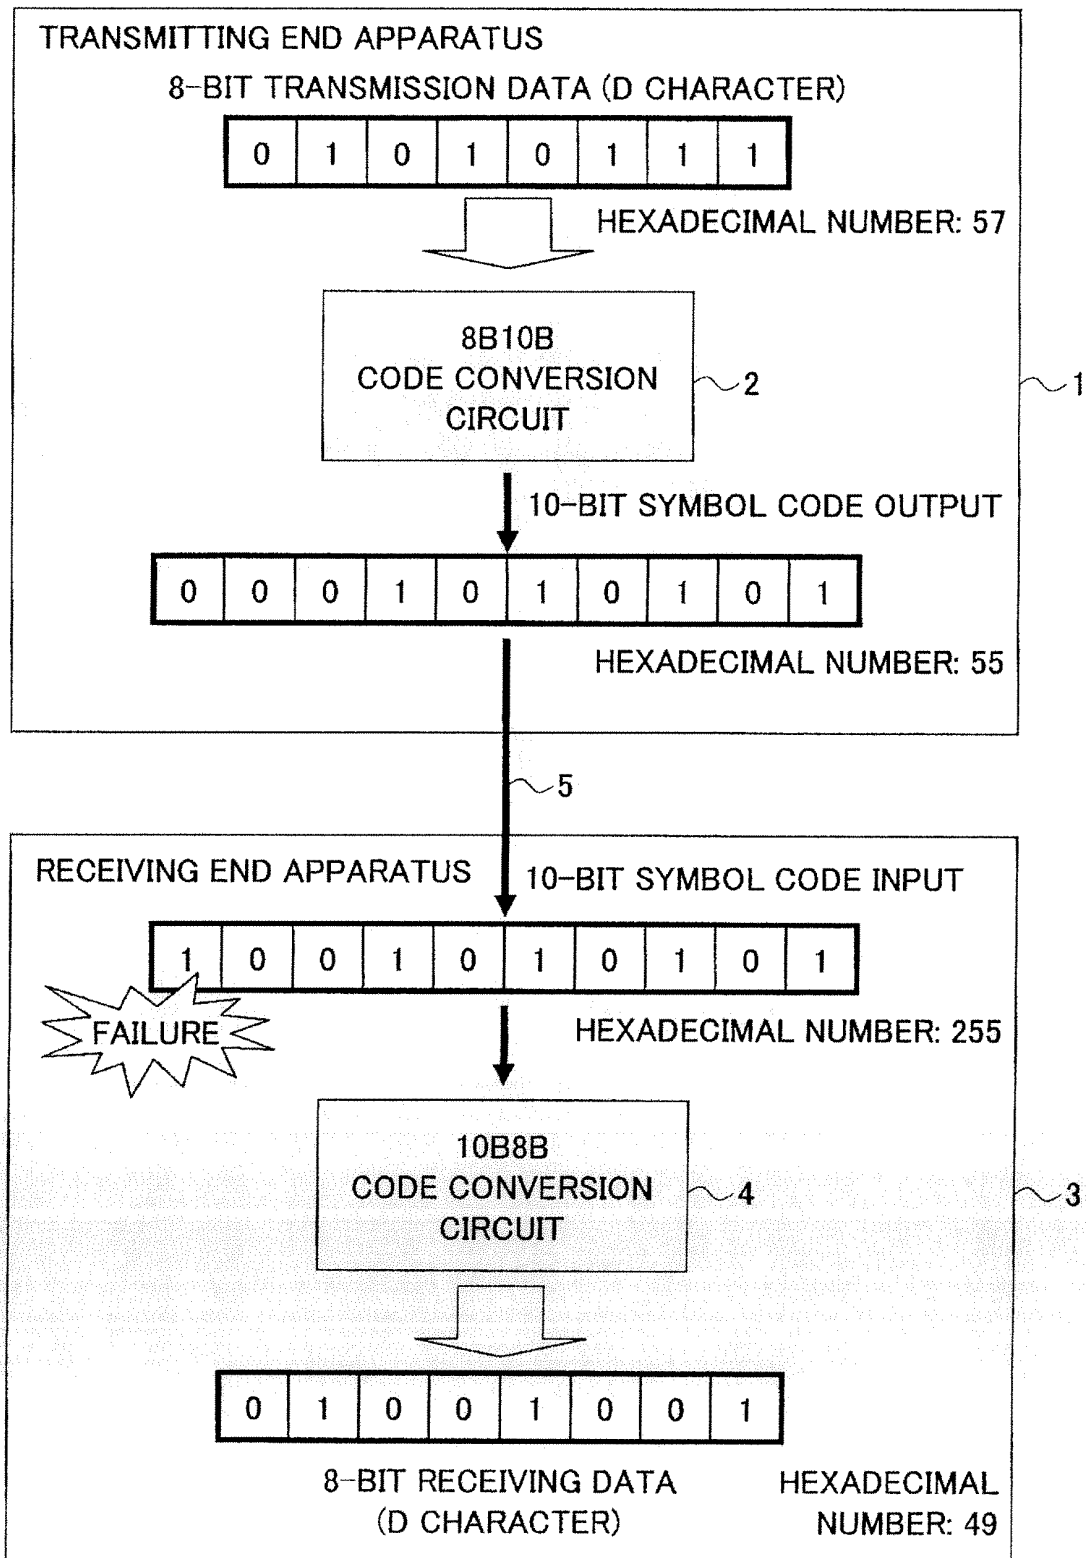 TRANSMITTING END APPARATUS
8-BIT TRANSMISSION DATA (D CHARACTER)
0 1 0 1 0 1 1 1
HEXADECIMAL NUMBER: 57
8B10B
CODE CONVERSION
CIRCUIT
2
1
10-BIT SYMBOL CODE OUTPUT
0 0 0 1 0 1 0 1 0 1
HEXADECIMAL NUMBER: 55
5
RECEIVING END APPARATUS
10-BIT SYMBOL CODE INPUT
1 0 0 1 0 1 0 1 0 1
FAILURE
HEXADECIMAL NUMBER: 255
10B8B
CODE CONVERSION
CIRCUIT
4
3
0 1 0 0 1 0 0 1
8-BIT RECEIVING DATA
(D CHARACTER)
HEXADECIMAL
NUMBER: 49